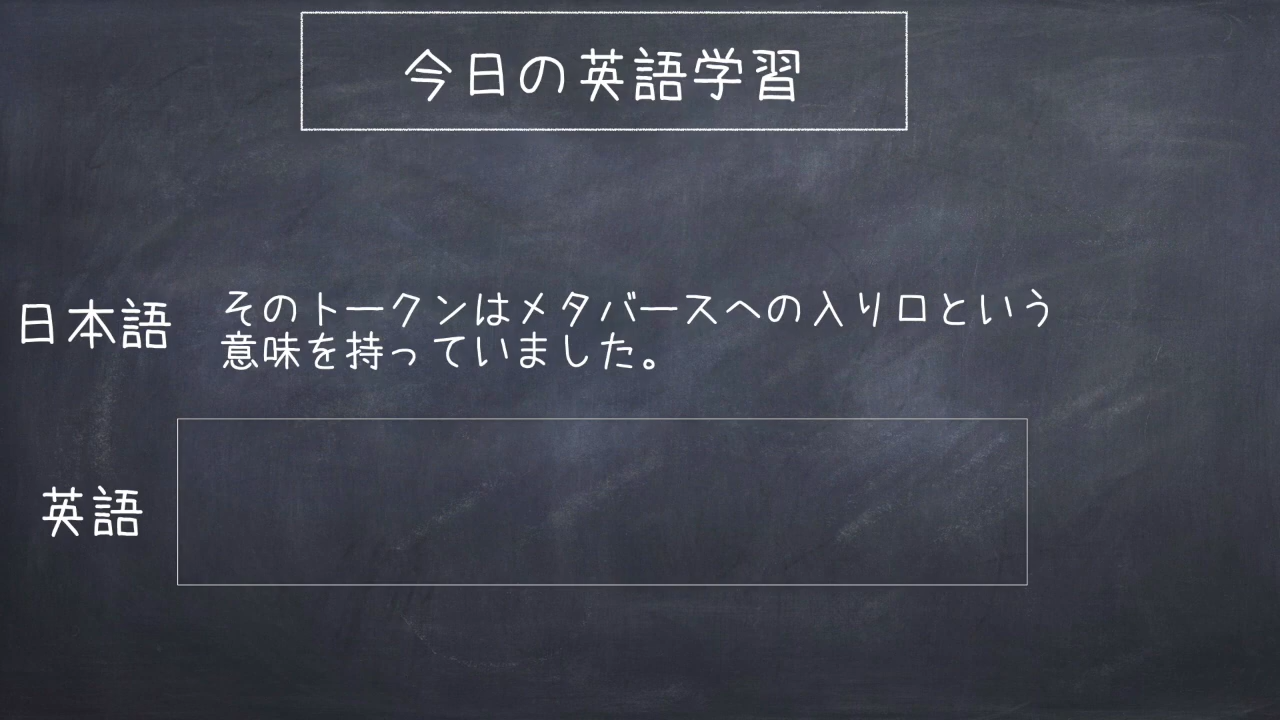 今日の英語学習
日本語
そのトークンはメタバースへの入り口という
意味を持っていました。
英語